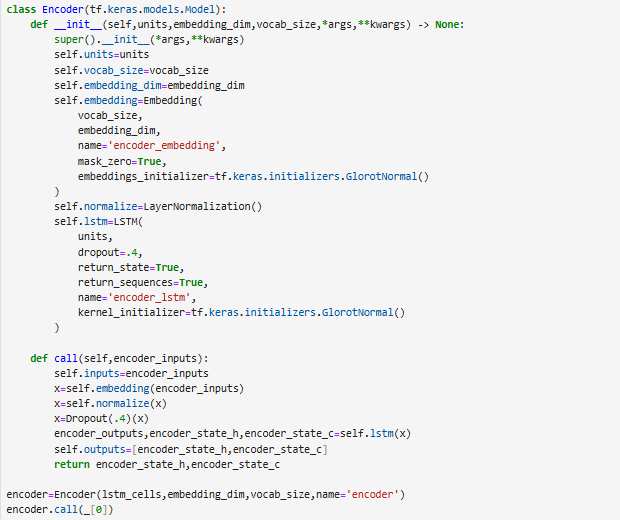 class Encoder(tf.keras.models.Model):
    def __init__(self,units,embedding_dim,vocab_size,*args,**kwargs) -> None:
        super().__init__(*args,**kwargs)
        self.units=units
        self.vocab_size=vocab_size
        self.embedding_dim=embedding_dim
        self.embedding=Embedding(
            vocab_size,
            embedding_dim,
            name='encoder_embedding',
            mask_zero=True,
            embeddings_initializer=tf.keras.initializers.GlorotNormal()
        )
        self.normalize=LayerNormalization()
        self.lstm=LSTM(
            units,
            dropout=.4,
            return_state=True,
            return_sequences=True,
            name='encoder_lstm',
            kernel_initializer=tf.keras.initializers.GlorotNormal()
        )
    def call(self,encoder_inputs):
        self.inputs=encoder_inputs
        x=self.embedding(encoder_inputs)
        x=self.normalize(x)
        x=Dropout(.4)(x)
        encoder_outputs,encoder_state_h,encoder_state_c=self.lstm(x)
        self.outputs=[encoder_state_h,encoder_state_c]
        return encoder_state_h,encoder_state_c
encoder=Encoder(lstm_cells,embedding_dim,vocab_size,name='encoder')
encoder.call(_[0])